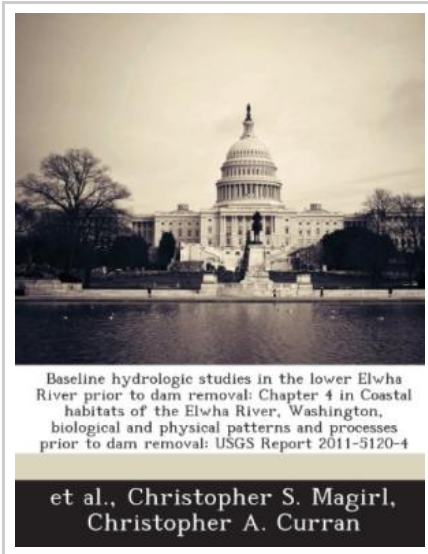 Baseline hydrologic studies in the lower Elwha
River prior to dam removal: Chapter 4 in Coastal
habitats of the Elwha River, Washington,
biological and physical patterns and processes
prior to dam removal: USGS Report 2011-5120-4
et al., Christopher S. Magirl,
Christopher A. Curran